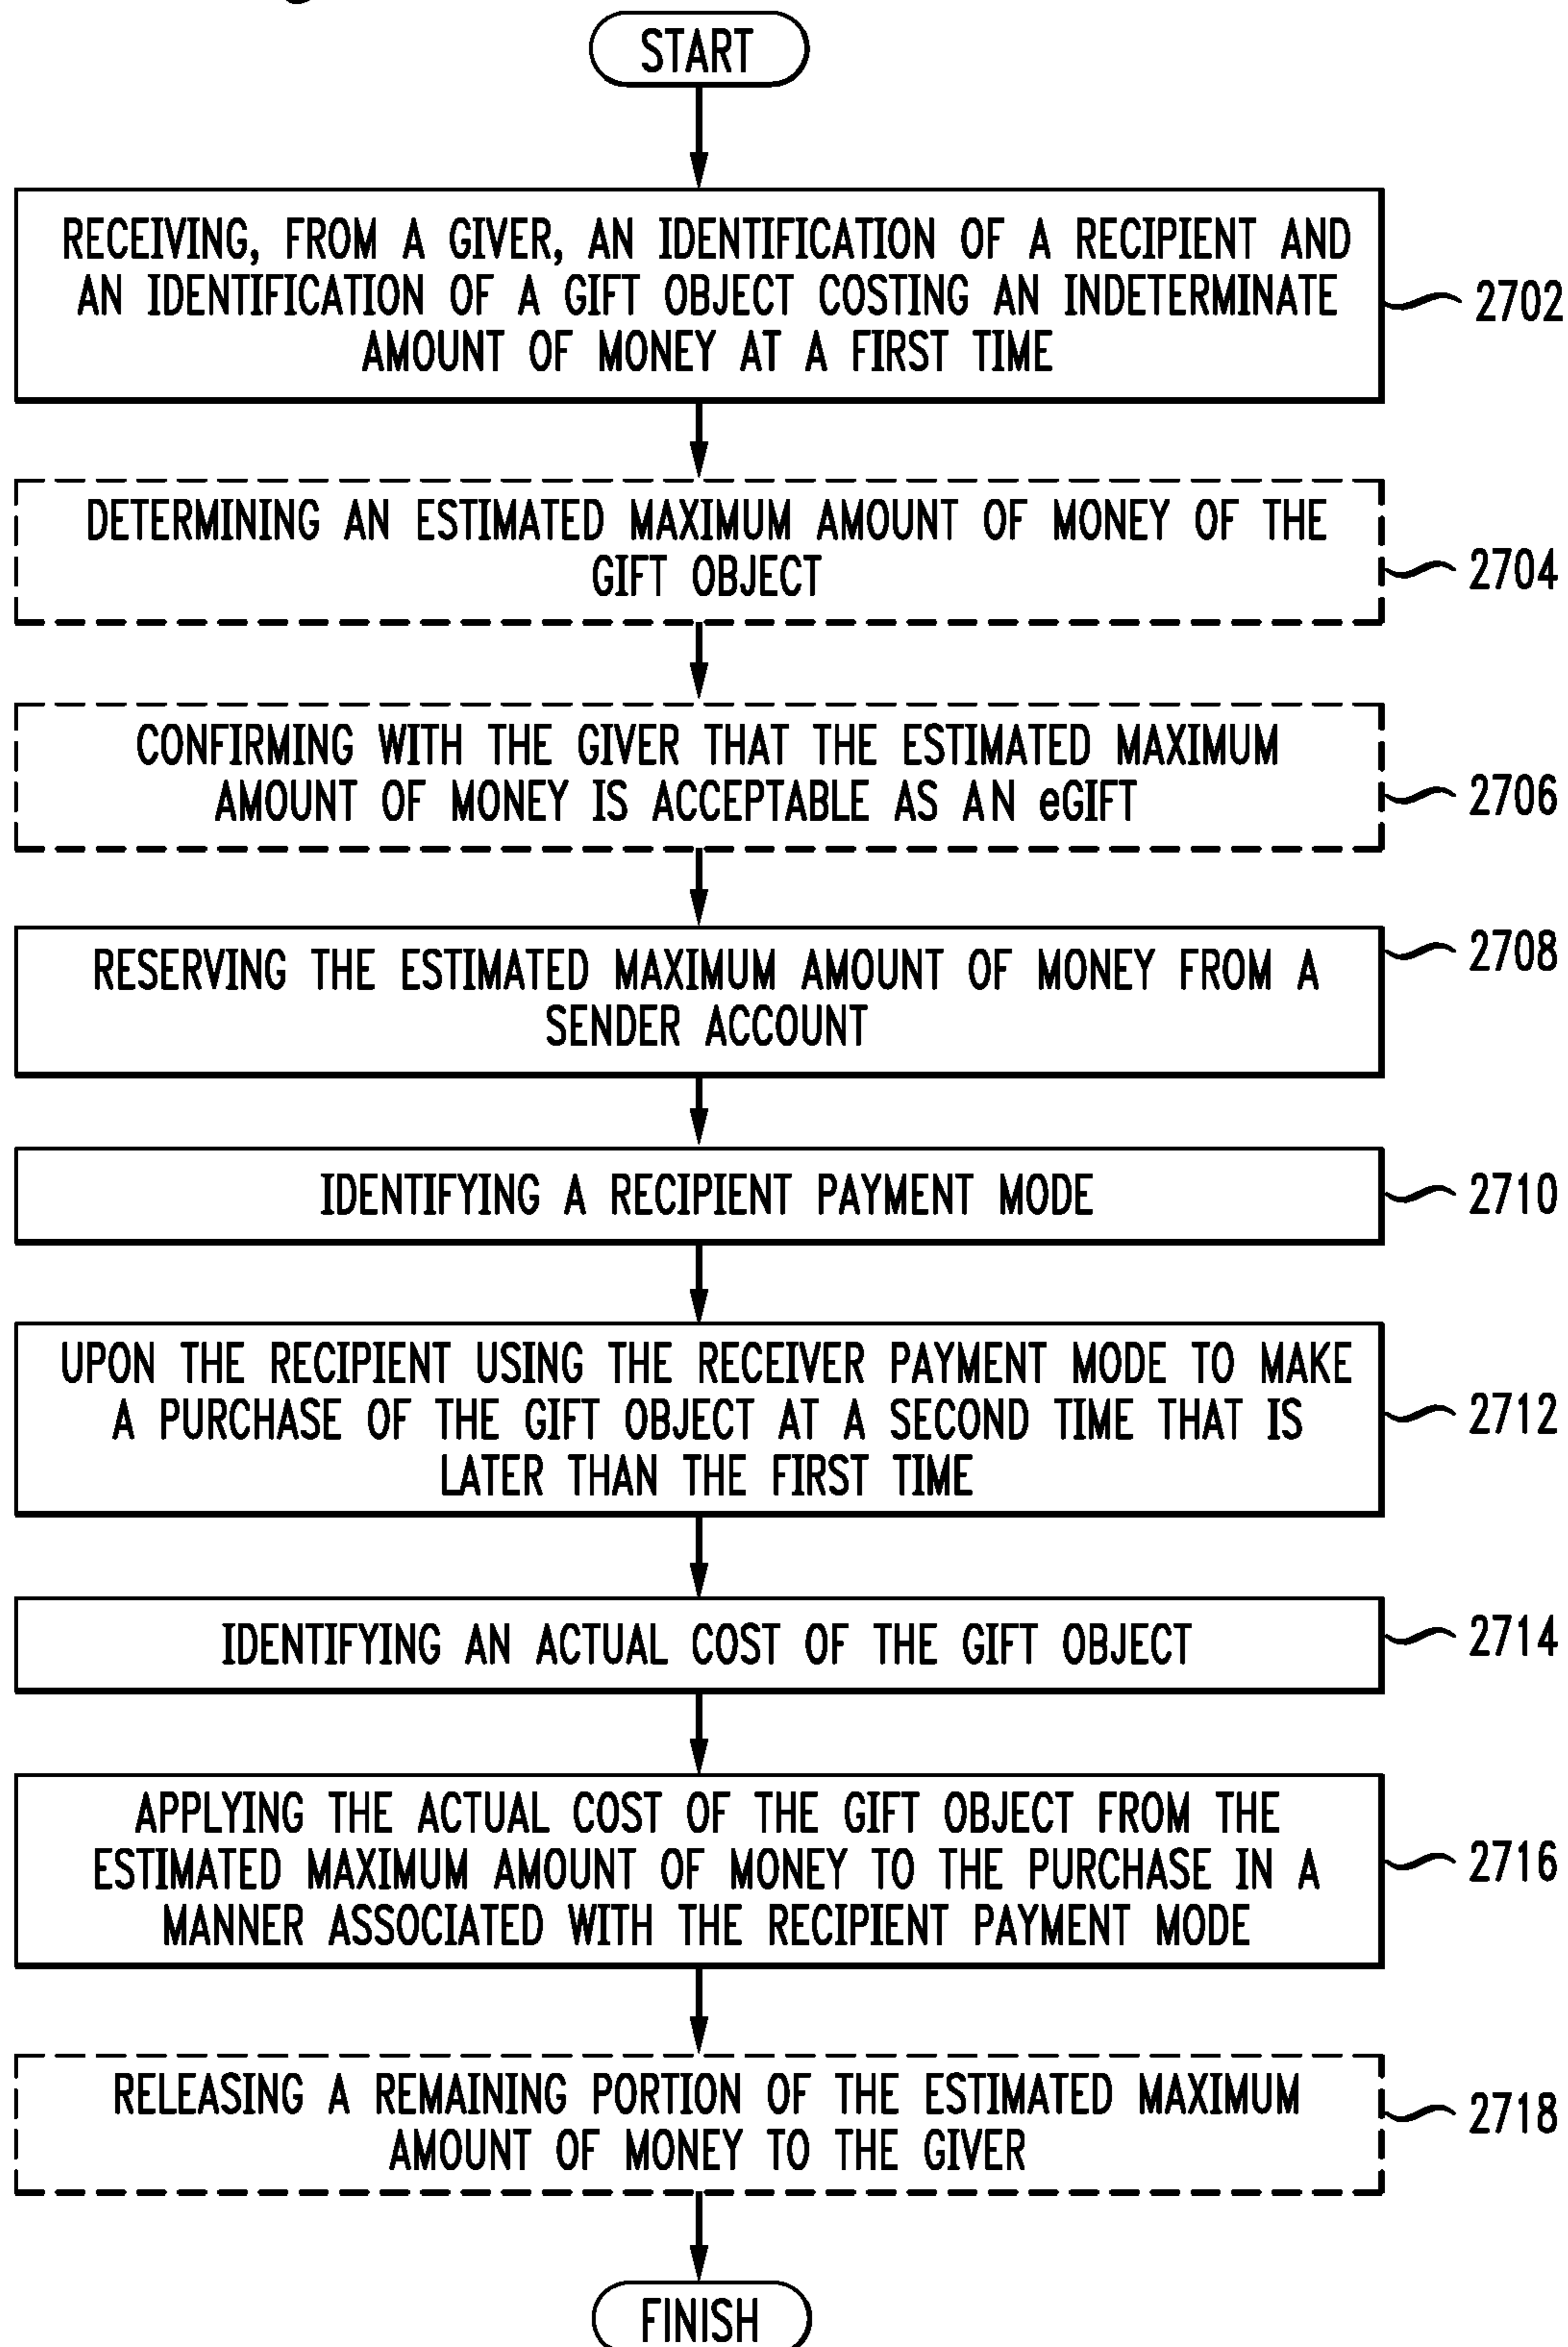 START
RECEIVING, FROM A GIVER, AN IDENTIFICATION OF A RECIPIENT AND
AN IDENTIFICATION OF A GIFT OBJECT COSTING AN INDETERMINATE
AMOUNT OF MONEY AT A FIRST TIME
2702
DETERMINING AN ESTIMATED MAXIMUM AMOUNT OF MONEY OF THE
GIFT OBJECT
2704
CONFIRMING WITH THE GIVER THAT THE ESTIMATED MAXIMUM
AMOUNT OF MONEY IS ACCEPTABLE AS AN eGIFT
2706
RESERVING THE ESTIMATED MAXIMUM AMOUNT OF MONEY FROM A
SENDER ACCOUNT
2708
IDENTIFYING A RECIPIENT PAYMENT MODE
2710
UPON THE RECIPIENT USING THE RECEIVER PAYMENT MODE TO MAKE
A PURCHASE OF THE GIFT OBJECT AT A SECOND TIME THAT IS
LATER THAN THE FIRST TIME
2712
IDENTIFYING AN ACTUAL COST OF THE GIFT OBJECT
2714
APPLYING THE ACTUAL COST OF THE GIFT OBJECT FROM THE
ESTIMATED MAXIMUM AMOUNT OF MONEY TO THE PURCHASE IN A
MANNER ASSOCIATED WITH THE RECIPIENT PAYMENT MODE
2716
RELEASING A REMAINING PORTION OF THE ESTIMATED MAXIMUM
AMOUNT OF MONEY TO THE GIVER
2718
FINISH